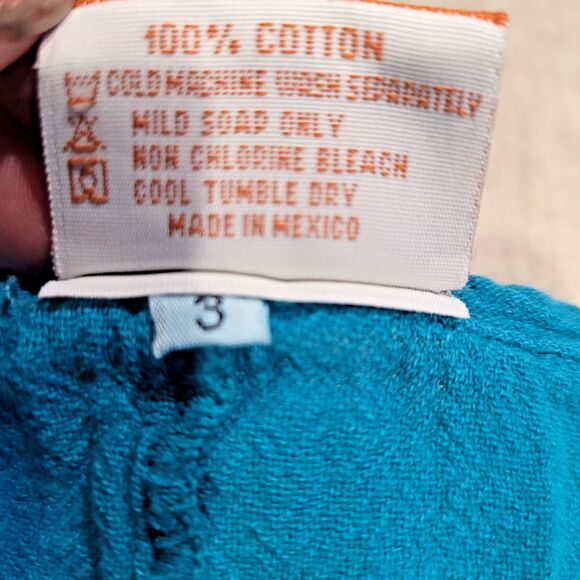 100% COTTON
COLD MACHINE WASH SEPARATELY
MILD SOAP ONLY
NON CHLORINE BLEACH
COOL TUMBLE DRY
MADE IN MEXICO
3